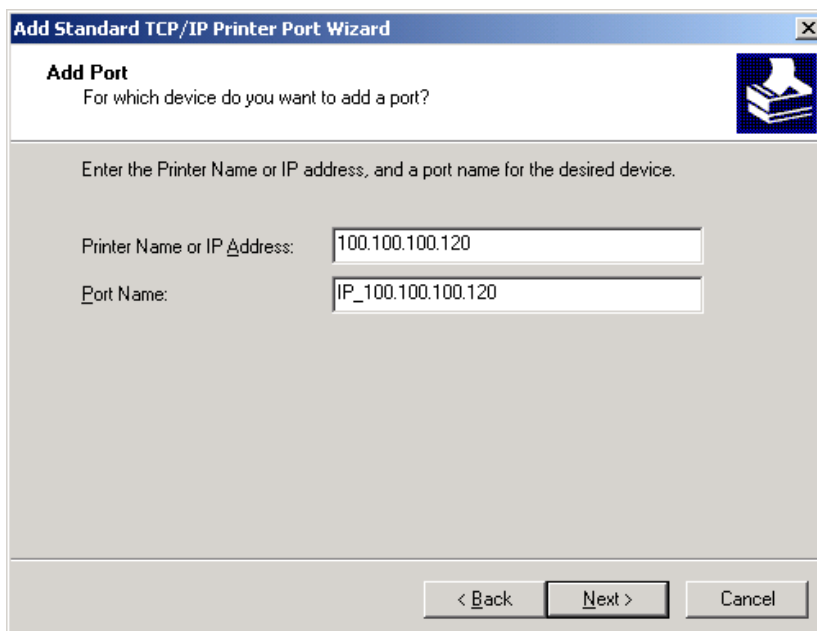 Add Standard TCP/IP Printer Port Wizard
Add Port
For which device do you want to add a port?
Enter the Printer Name or IP address, and a port name for the desired device.
Printer Name or IP Address: 100.100.100.120
Port Name: IP_100.100.100.120
< Back Next > Cancel